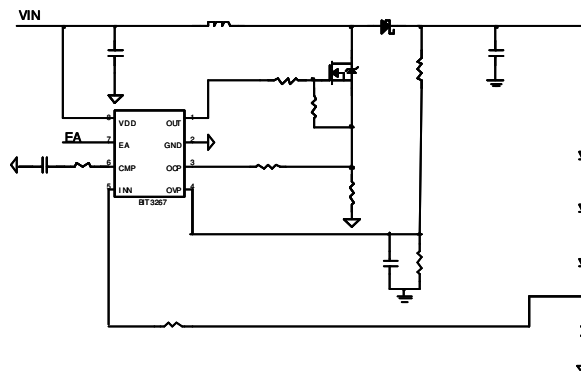 VIN
8 VDD OUT 1
EA 7 EA GND 2
6 CMP OCP 3
5 INN OVP 4
BIT3267